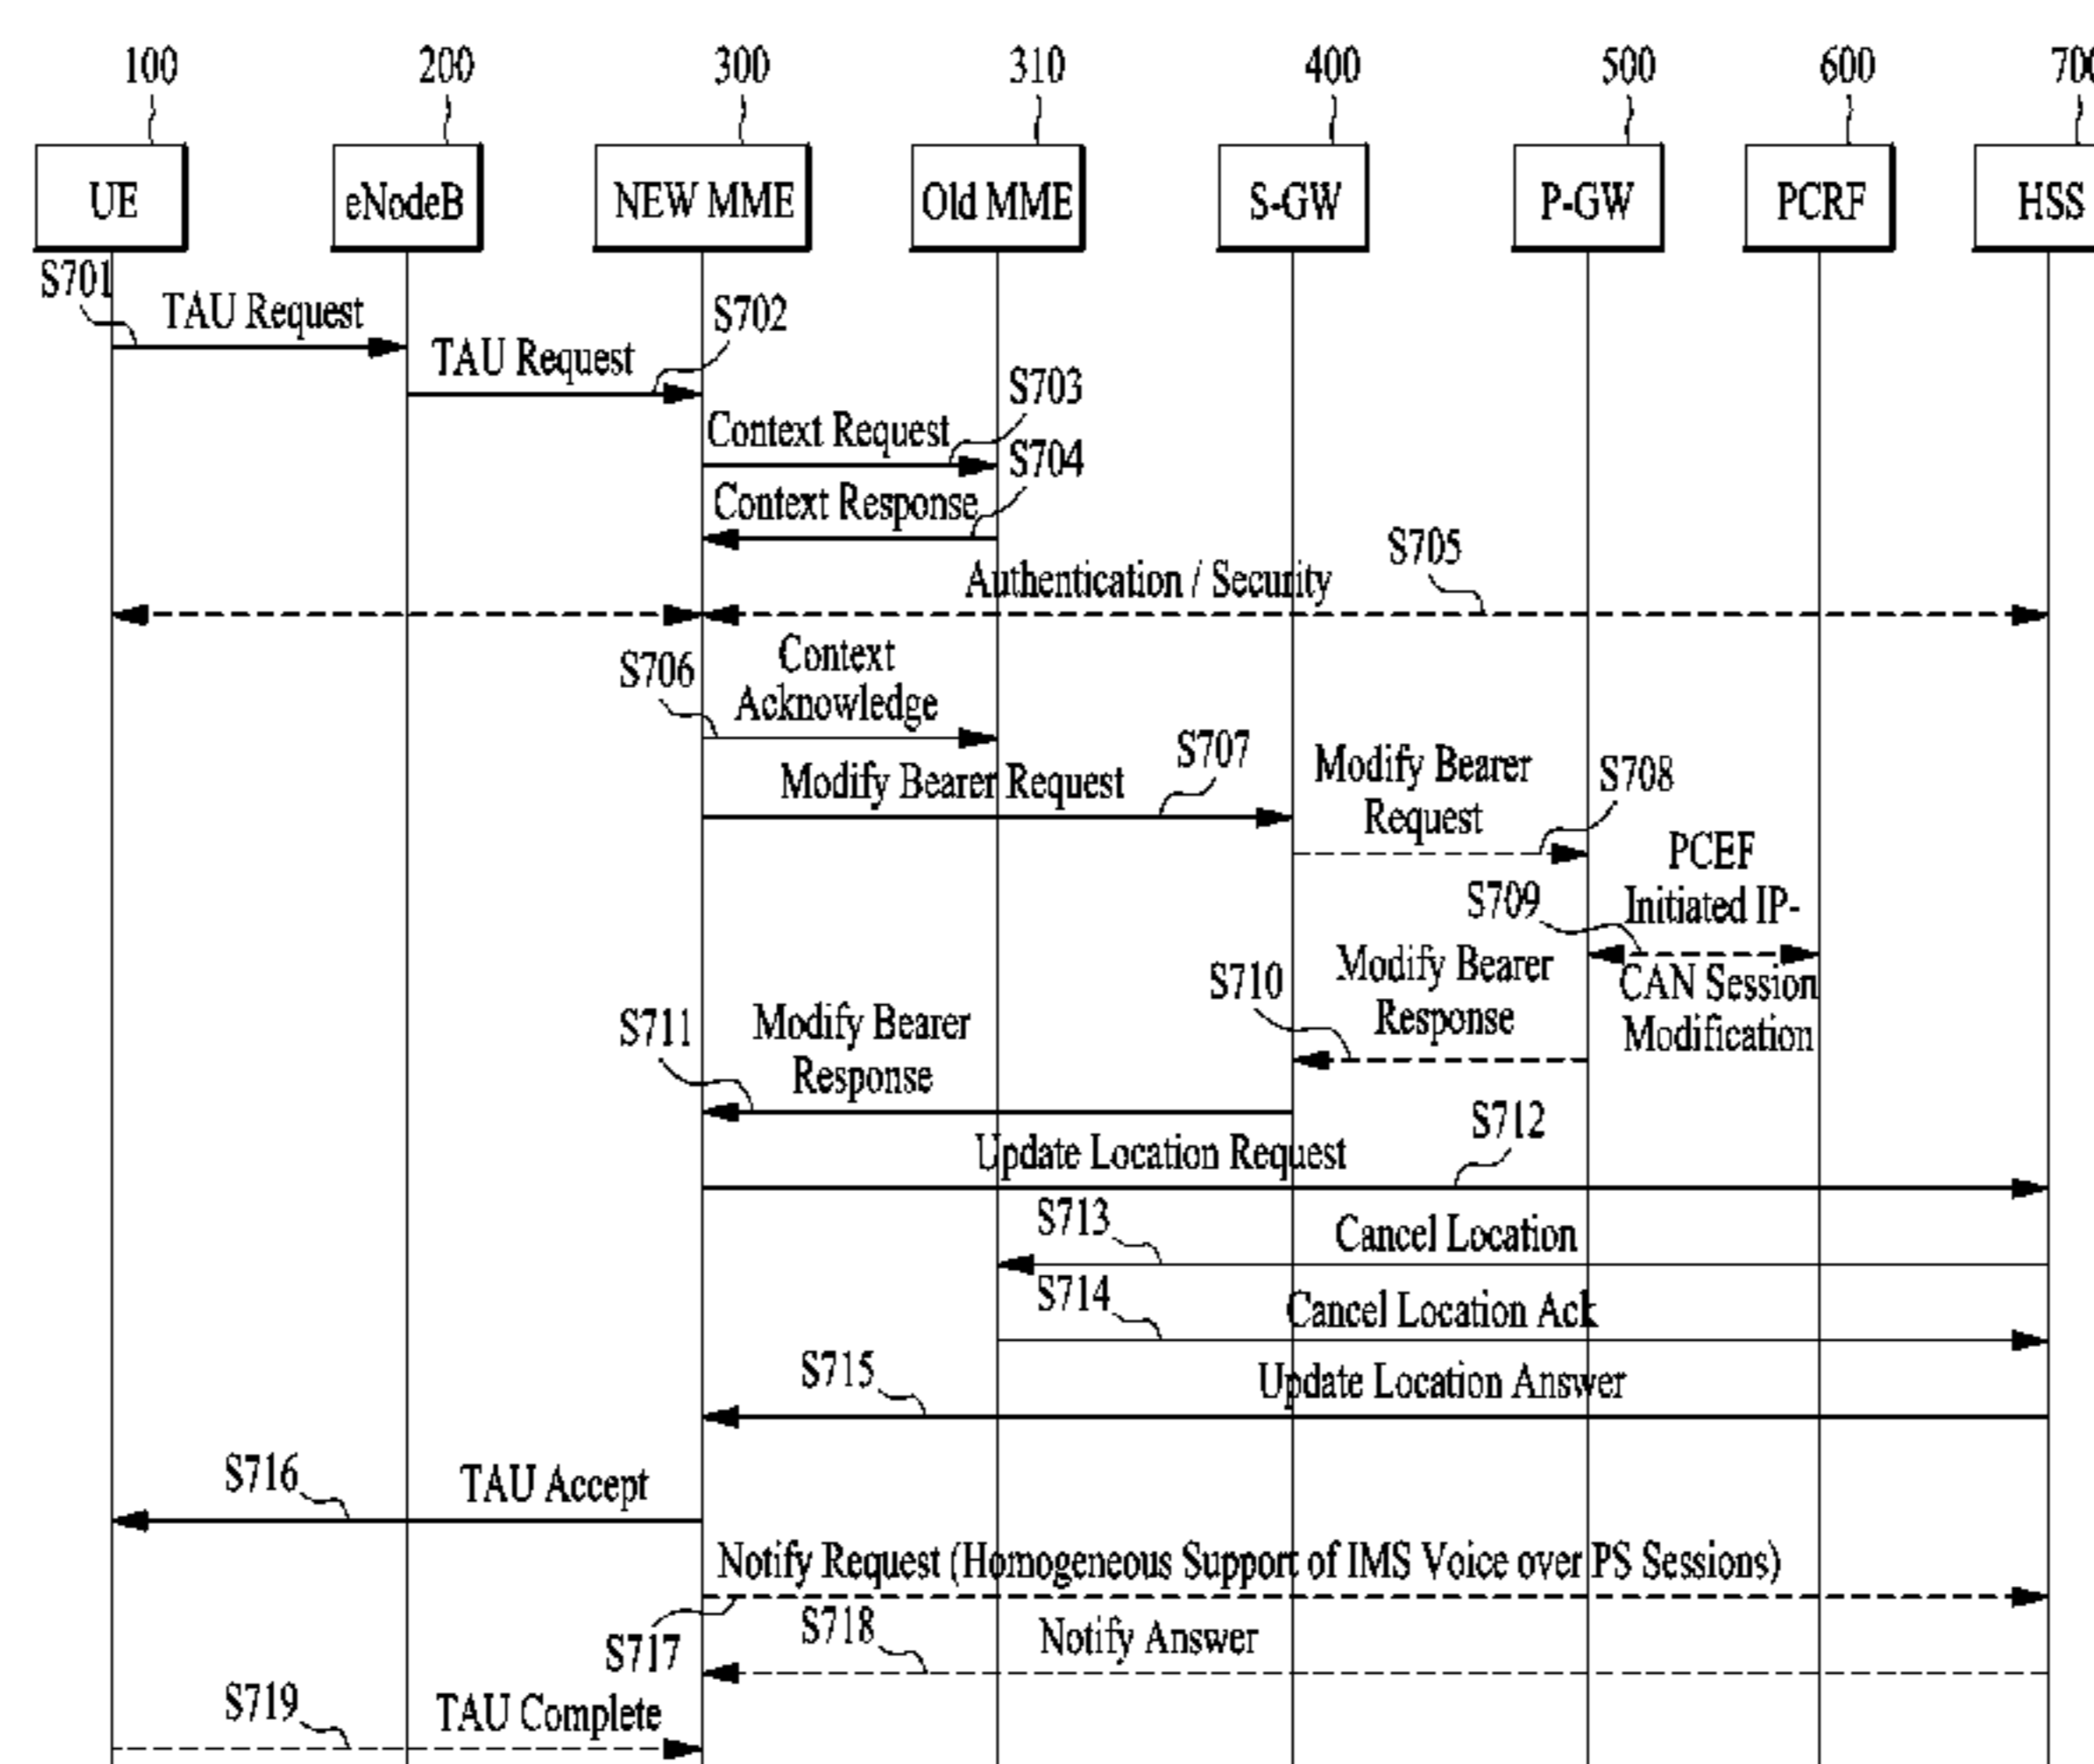 100 200 300 310 400 500 600 700
UE eNodeB NEW MME Old MME S-GW P-GW PCRF HSS
S701
TAU Request
S702
TAU Request
S703
Context Request
S704
Context Response
S705
Authentication / Security
S706
Context
Acknowledge
S707
Modify Bearer Request
Modify Bearer
Request
S708
PCEF
Initiated IP-
CAN Session
Modification
S709
S710
Modify Bearer
Response
S711
Modify Bearer
Response
S712
Update Location Request
S713
Cancel Location
S714
Cancel Location Ack
S715
Update Location Answer
S716
TAU Accept
Notify Request (Homogeneous Support of IMS Voice over PS Sessions)
S717
S718
Notify Answer
S719
TAU Complete